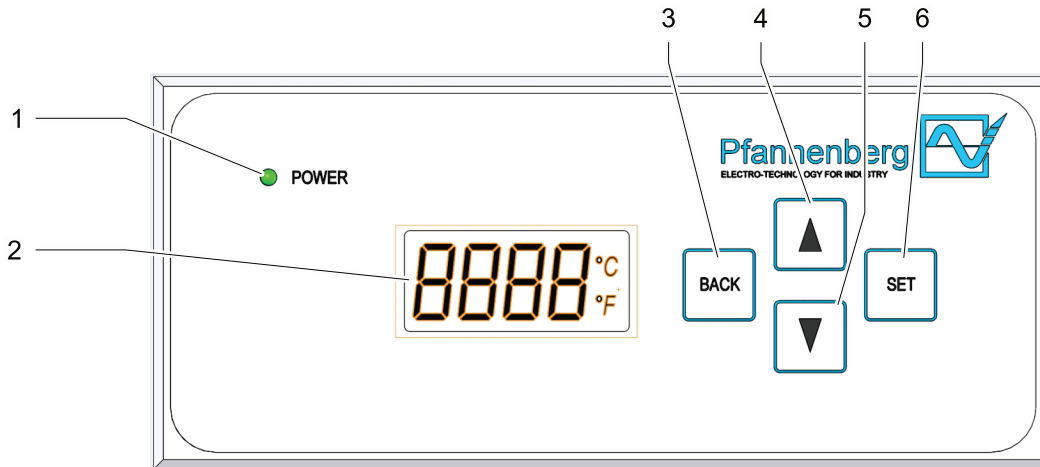 3
4
5
6
1
Pfannenberg
ELECTRO-TECHNOLOGY FOR INDUSTRY
POWER
2
8888 °C
°F
BACK
SET